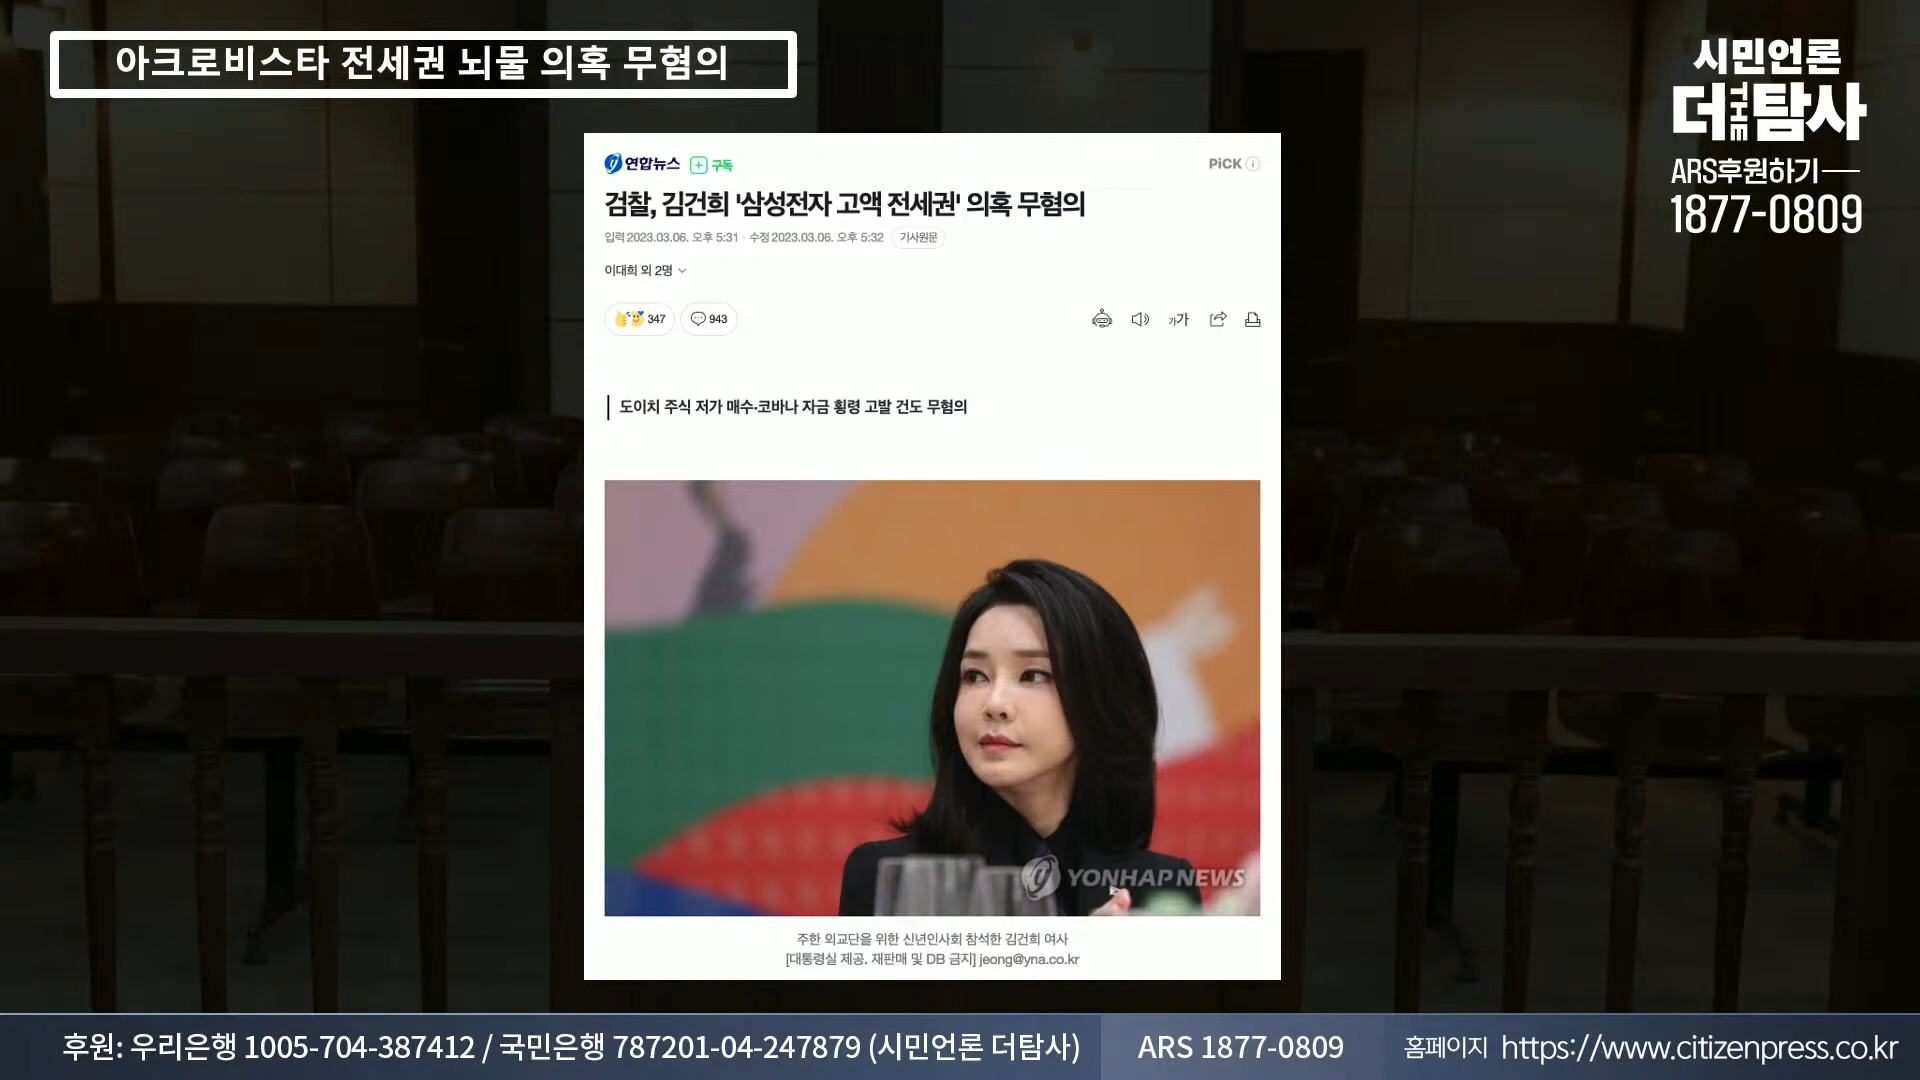 아크로비스타 전세권 뇌물 의혹 무혐의
시민언론
더탐사
THE
ARS후원하기
1877-0809
연합뉴스 구독
PiCK
검찰, 김건희 '삼성전자 고액 전세권' 의혹 무혐의
입력 2023.03.06. 오후 5:31 · 수정 2023.03.06. 오후 5:32 기사원문
이대희 외 2명
347 943
가가
도이치 주식 저가 매수·코바나 자금 횡령 고발 건도 무혐의
YONHAP NEWS
주한 외교단을 위한 신년인사회 참석한 김건희 여사
[대통령실 제공. 재판매 및 DB 금지] jeong@yna.co.kr
후원: 우리은행 1005-704-387412 / 국민은행 787201-04-247879 (시민언론 더탐사) ARS 1877-0809 홈페이지 https://www.citizenpress.co.kr